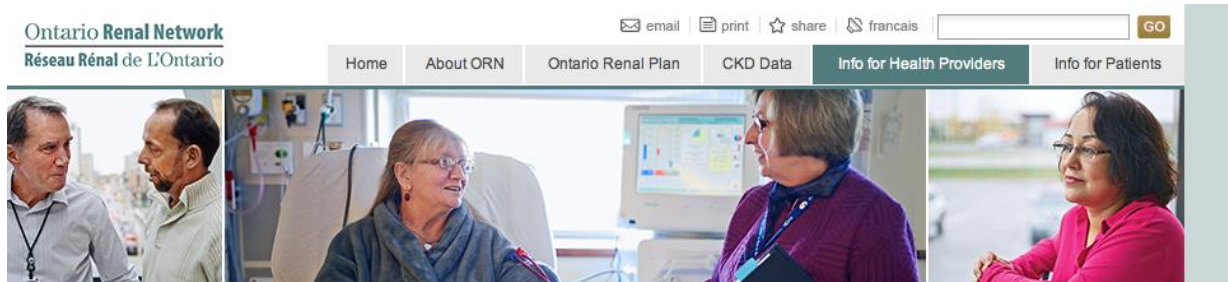 Ontario Renal Network
Réseau Rénal de L'Ontario
email print share francais GO
Home About ORN Ontario Renal Plan CKD Data Info for Health Providers Info for Patients